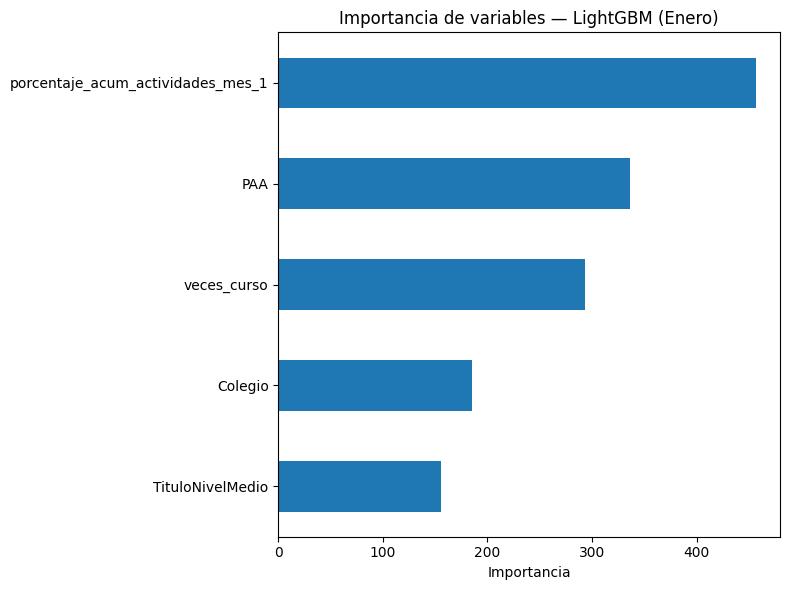 Importancia de variables — LightGBM (Enero)
porcentaje_acum_actividades_mes_1
PAA
veces_curso
Colegio
TituloNivelMedio
0 100 200 300 400
Importancia